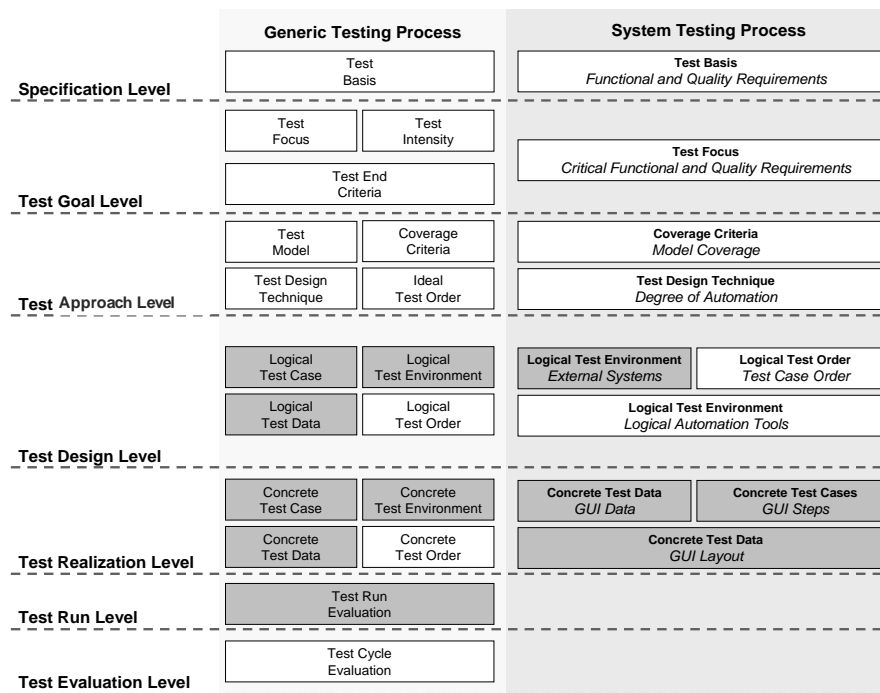 Generic Testing Process
System Testing Process
Specification Level
Test
Basis
Test Basis
Functional and Quality Requirements
Test Goal Level
Test
Focus
Test
Intensity
Test End
Criteria
Test Focus
Critical Functional and Quality Requirements
Test Approach Level
Test
Model
Coverage
Criteria
Test Design
Technique
Ideal
Test Order
Coverage Criteria
Model Coverage
Test Design Technique
Degree of Automation
Test Design Level
Logical
Test Case
Logical
Test Environment
Logical
Test Data
Logical
Test Order
Logical Test Environment
External Systems
Logical Test Order
Test Case Order
Logical Test Environment
Logical Automation Tools
Test Realization Level
Concrete
Test Case
Concrete
Test Environment
Concrete
Test Data
Concrete
Test Order
Concrete Test Data
GUI Data
Concrete Test Cases
GUI Steps
Concrete Test Data
GUI Layout
Test Run Level
Test Run
Evaluation
Test Evaluation Level
Test Cycle
Evaluation